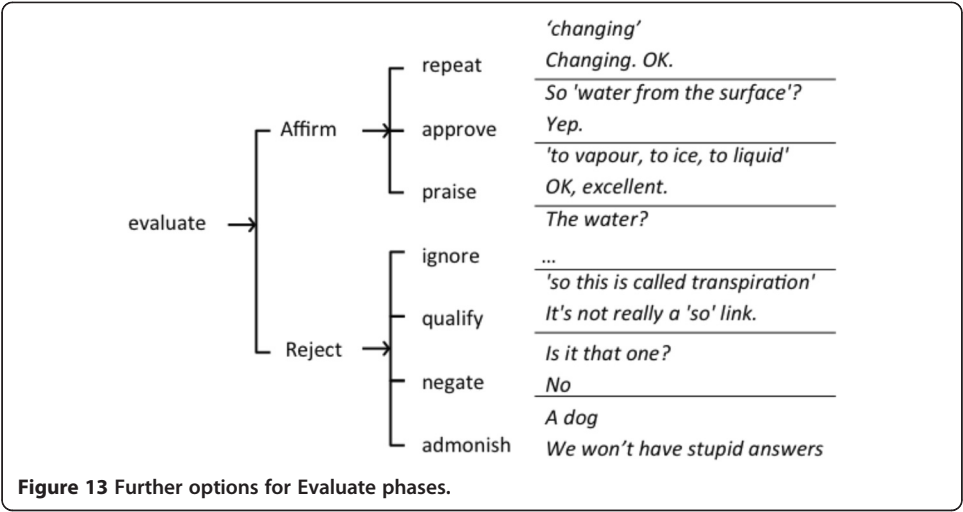 ‘changing’
repeat Changing. OK.
So 'water from the surface'?
Affirm approve Yep.
'to vapour, to ice, to liquid'
praise OK, excellent.
evaluate The water?
ignore ...
'so this is called transpiration'
qualify It's not really a 'so' link.
Reject Is it that one?
negate No
A dog
admonish We won’t have stupid answers
Figure 13 Further options for Evaluate phases.